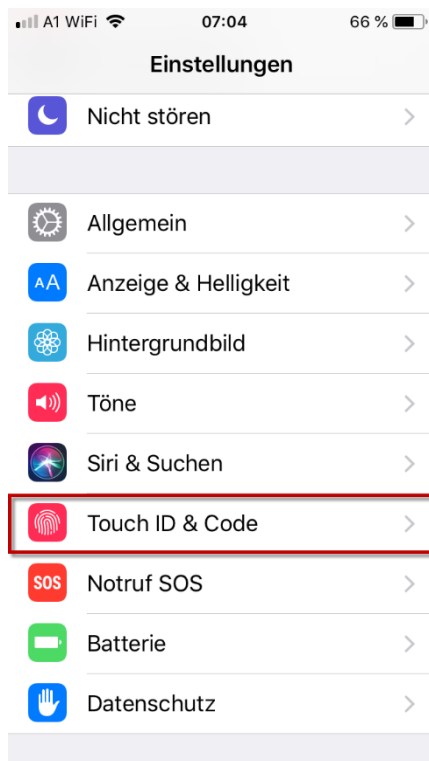 A1 WiFi 07:04 66 %
Einstellungen
Nicht stören
Allgemein
AA Anzeige & Helligkeit
Hintergrundbild
Töne
Siri & Suchen
Touch ID & Code
SOS Notruf SOS
Batterie
Datenschutz